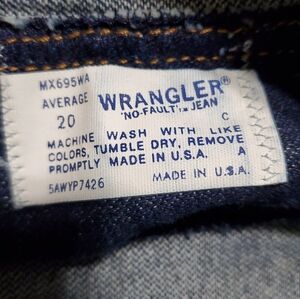 MX695WA
AVERAGE
20
WRANGLER®
'NO-FAULT'™ JEAN
C
MACHINE WASH WITH LIKE
COLORS, TUMBLE DRY, REMOVE
PROMPTLY MADE IN U.S.A. A
5AWYP7426 MADE IN U.S.A.